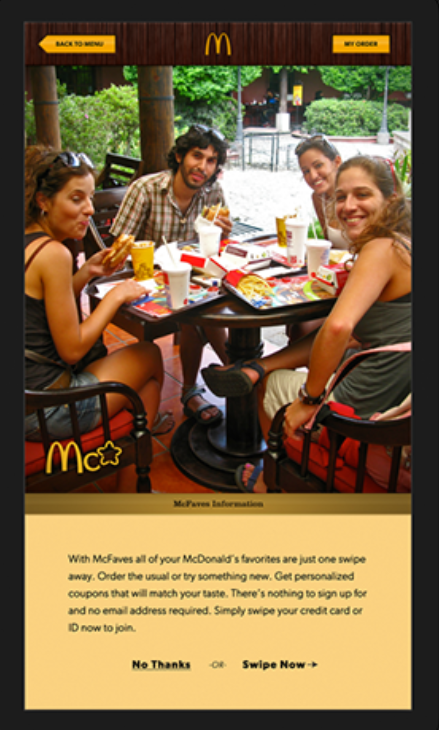 BACK TO MENU
MY ORDER
Mc
McFaves Information
With McFaves all of your McDonald's favorites are just one swipe
away. Order the usual or try something new. Get personalized
coupons that will match your taste. There's nothing to sign up for
and no email address required. Simply swipe your credit card or
ID now to join.
No Thanks -OR- Swipe Now